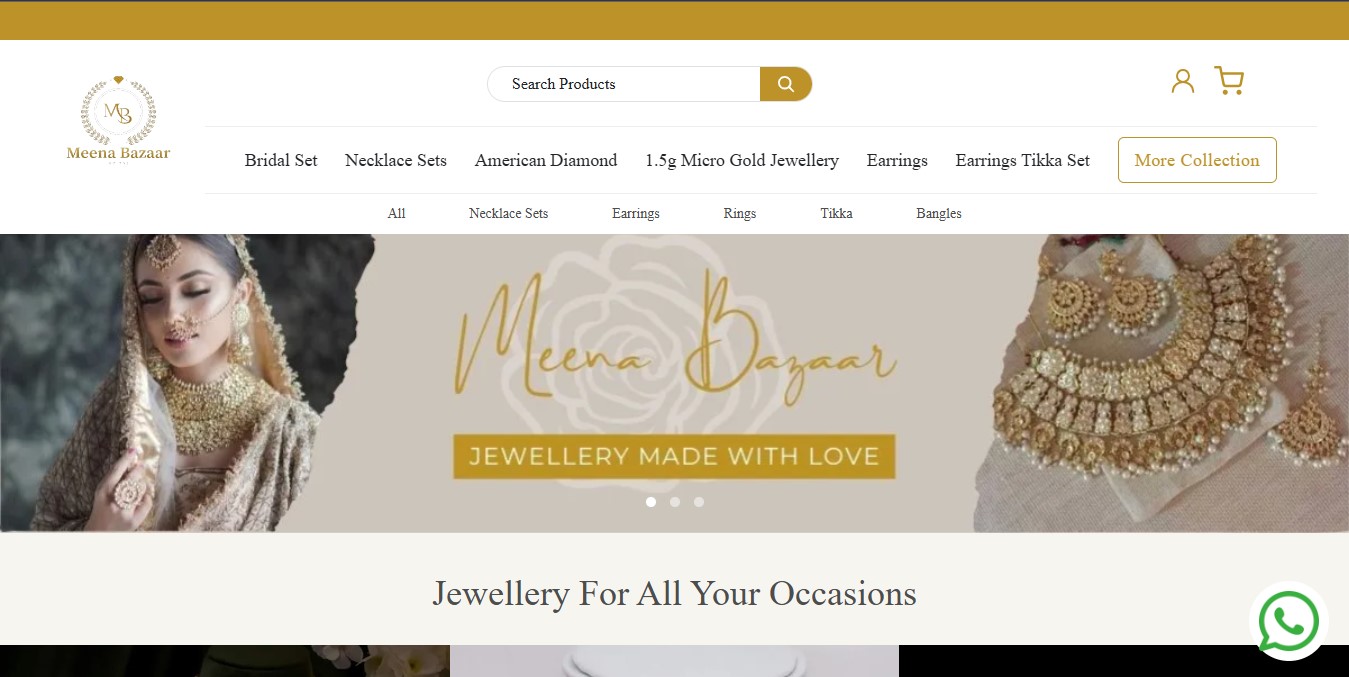 Search Products
MB
Meena Bazaar
Bridal Set Necklace Sets American Diamond 1.5g Micro Gold Jewellery Earrings Earrings Tikka Set More Collection
All Necklace Sets Earrings Rings Tikka Bangles
Meena Bazaar
JEWELLERY MADE WITH LOVE
Jewellery For All Your Occasions